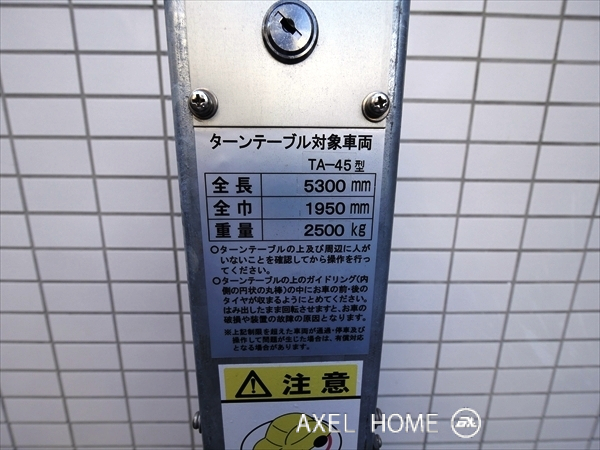 ターンテーブル対象車両
TA-45型
全長 5300 mm
全巾 1950 mm
重量 2500 kg
○ターンテーブルの上及び周辺に人が
いないことを確認してから操作を行っ
てください。
○ターンテーブルの上のガイドリング(内
側の円状の丸棒)の中にお車の前・後の
タイヤが収まるようにとめてください。
はみ出したまま回転させますと、お車の
破損や装置の故障の原因となります。
※上記制限を超えた車両が通過・停車及び
操作して問題が生じた場合は、有償対応
となる場合があります。
注意
AXEL HOME